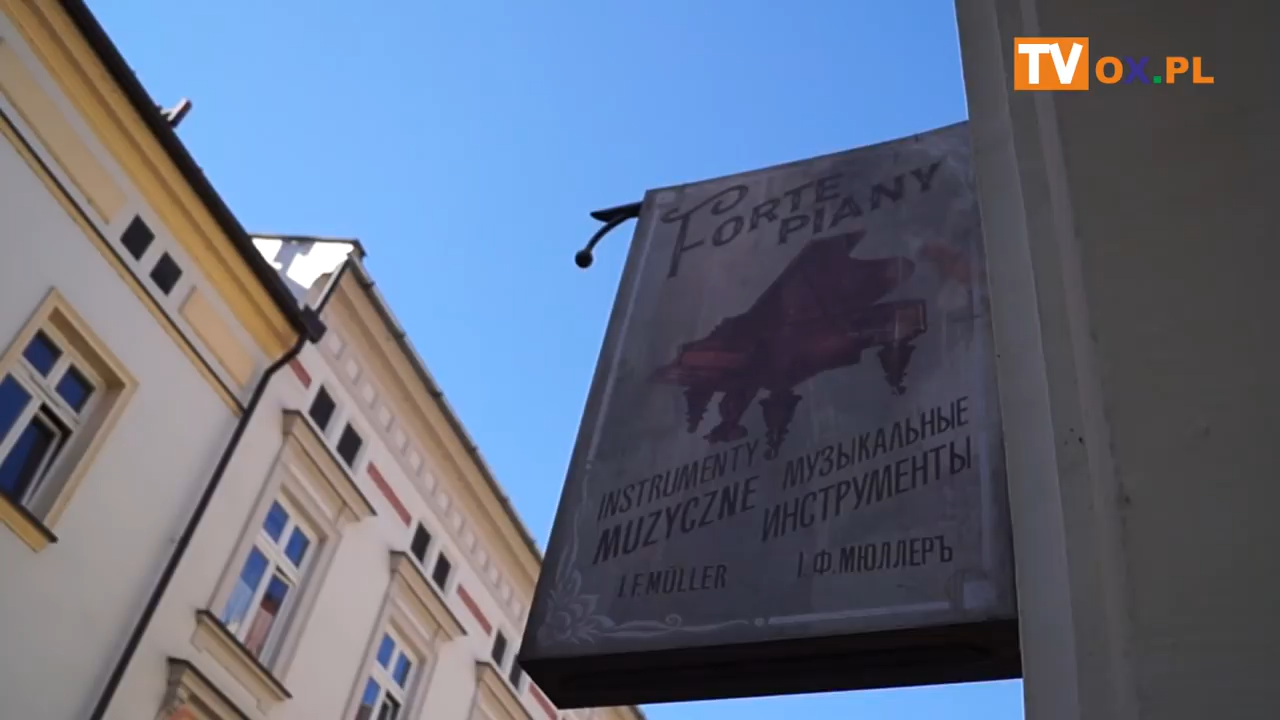 TVOX.PL
FORTE
PIANY
INSTRUMENTY
MUZYCZNE
J. F. MÜLLER
МУЗЫКАЛЬНЫЕ
ИНСТРУМЕНТЫ
І. Ф. МЮЛЛЕРЪ